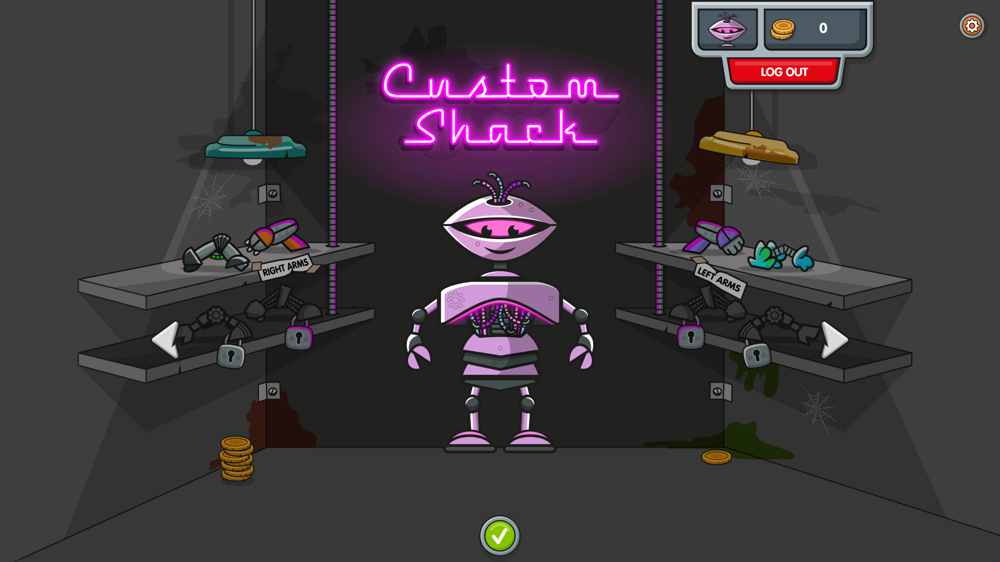 0
LOG OUT
Custom
Shack
RIGHT ARMS
LEFT ARMS